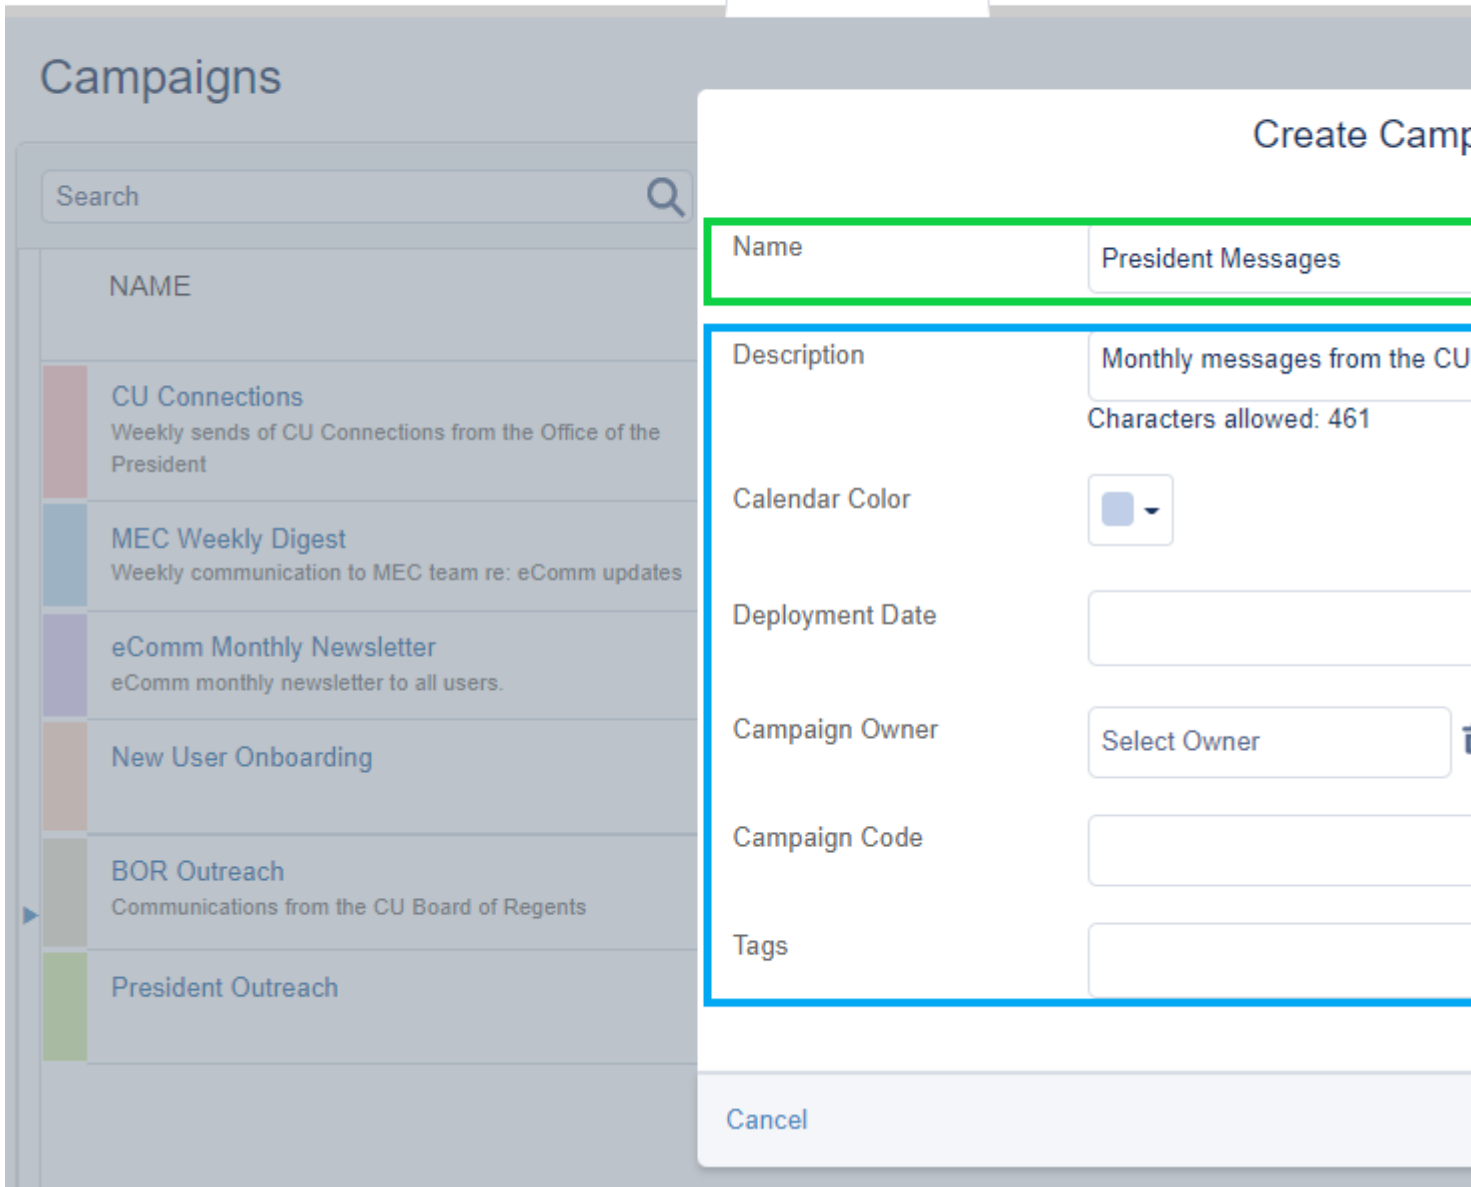 Campaigns
Search
NAME
CU Connections
Weekly sends of CU Connections from the Office of the
President
MEC Weekly Digest
Weekly communication to MEC team re: eComm updates
eComm Monthly Newsletter
eComm monthly newsletter to all users.
New User Onboarding
BOR Outreach
Communications from the CU Board of Regents
President Outreach
Create Camp
Name
President Messages
Description
Monthly messages from the CU
Characters allowed: 461
Calendar Color
Deployment Date
Campaign Owner
Select Owner
Campaign Code
Tags
Cancel